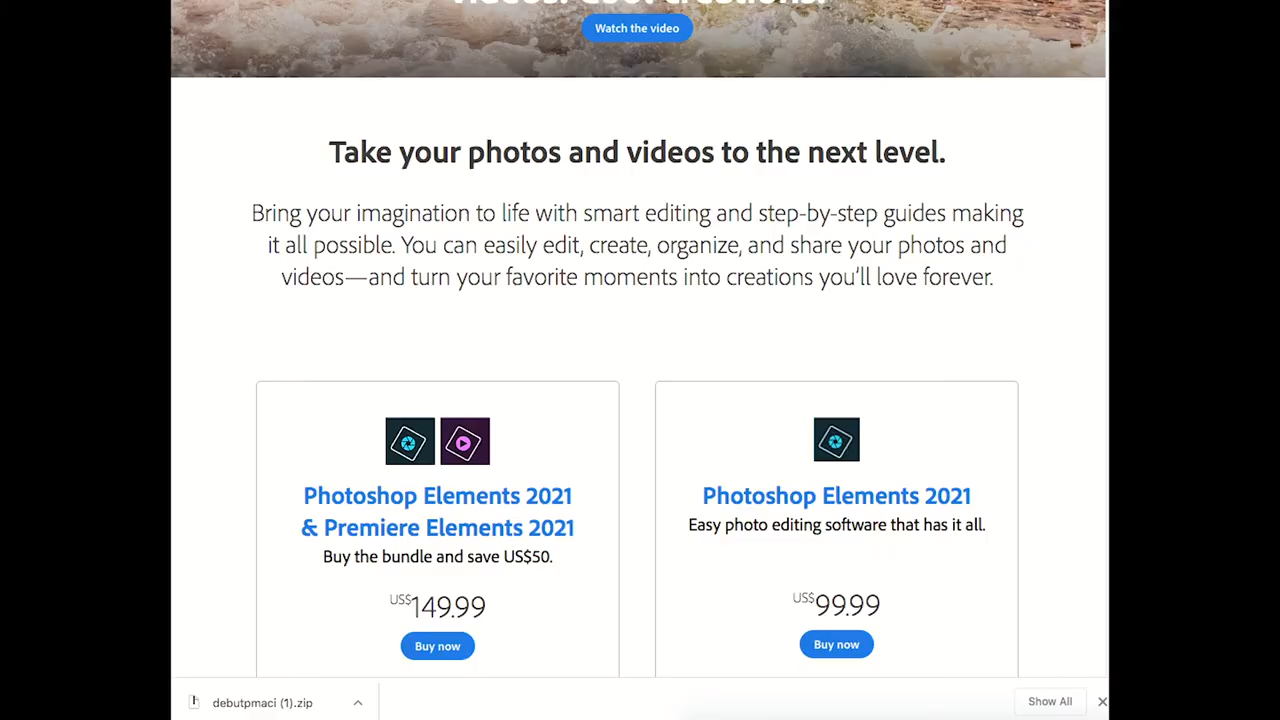 videos. Cool creations.
Watch the video
Take your photos and videos to the next level.
Bring your imagination to life with smart editing and step-by-step guides making
it all possible. You can easily edit, create, organize, and share your photos and
videos—and turn your favorite moments into creations you'll love forever.
Photoshop Elements 2021
& Premiere Elements 2021
Buy the bundle and save US$50.
US$149.99
Buy now
Photoshop Elements 2021
Easy photo editing software that has it all.
US$99.99
Buy now
debutpmaci (1).zip
Show All